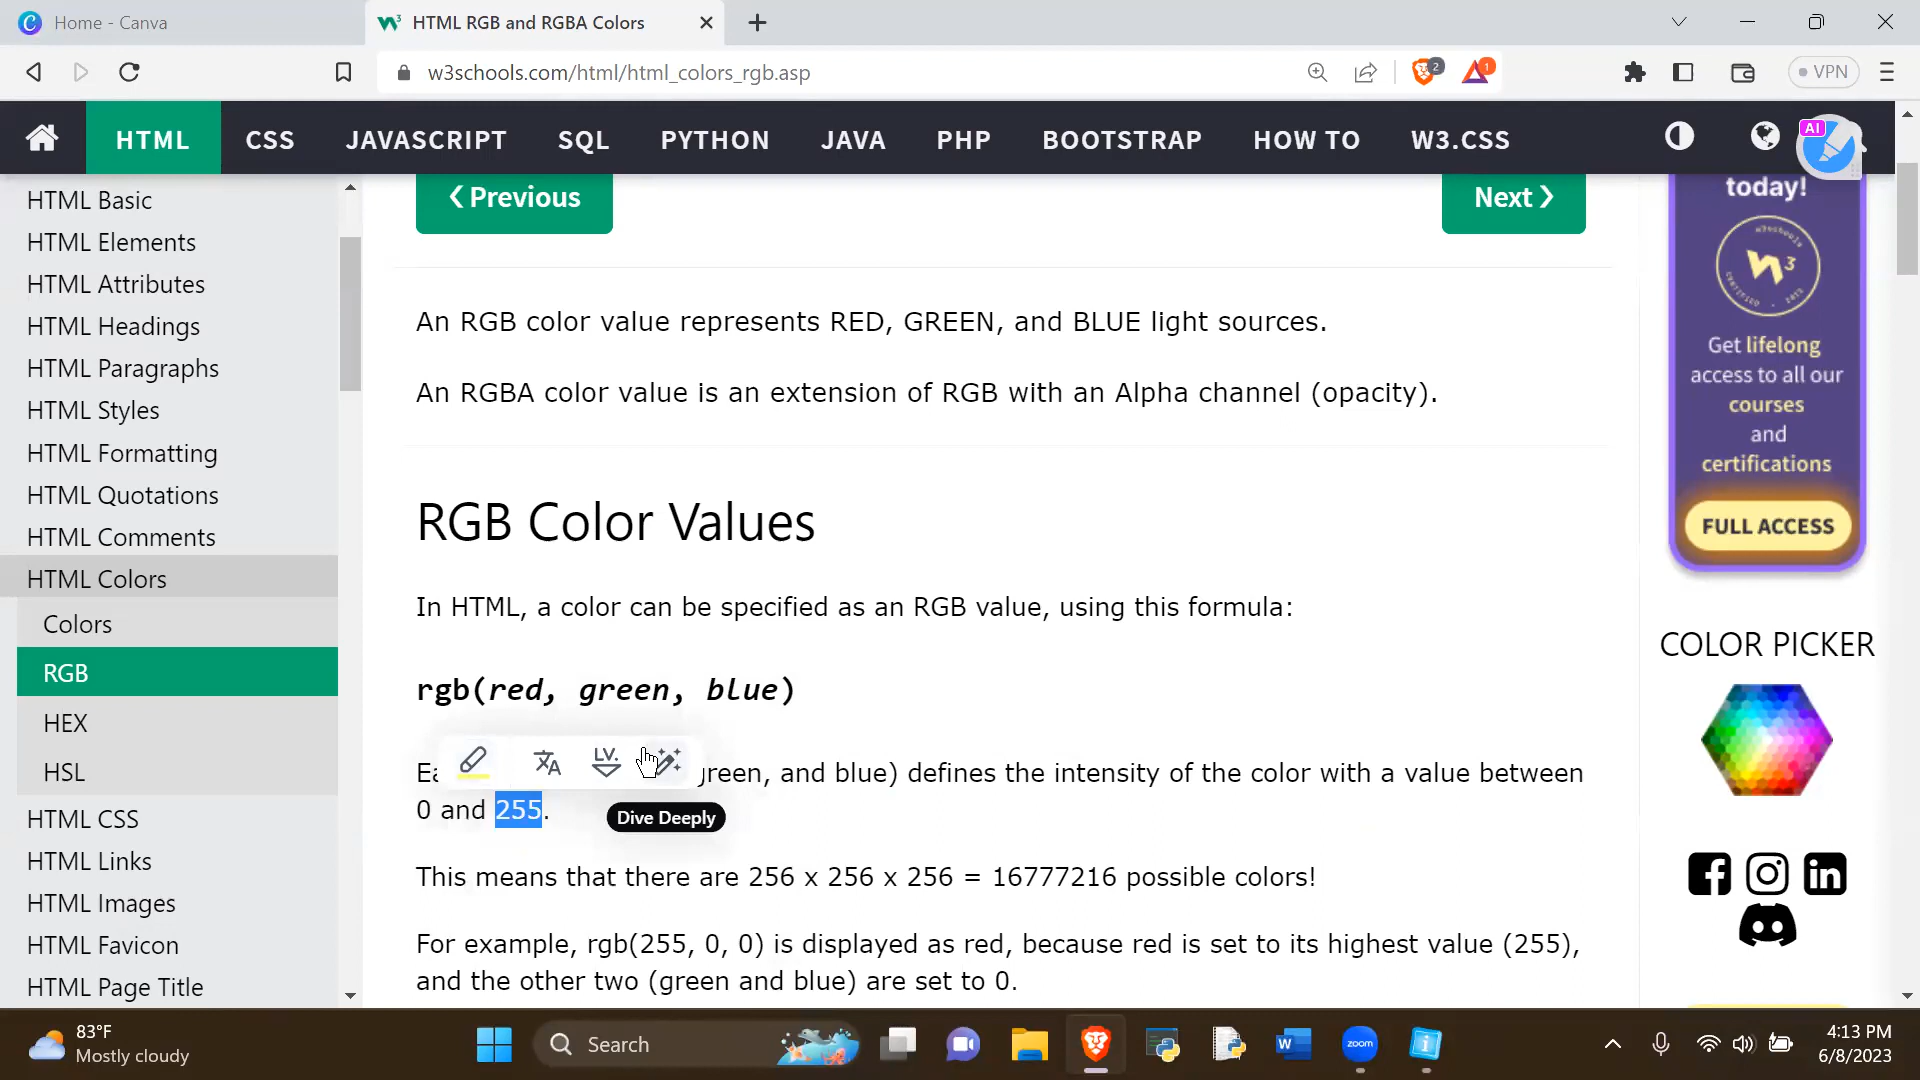 Home - Canva
HTML RGB and RGBA Colors
w3schools.com/html/html_colors_rgb.asp
2
1
VPN
HTML
CSS
JAVASCRIPT
SQL
PYTHON
JAVA
PHP
BOOTSTRAP
HOW TO
W3.CSS
AI
HTML Basic
HTML Elements
HTML Attributes
HTML Headings
HTML Paragraphs
HTML Styles
HTML Formatting
HTML Quotations
HTML Comments
HTML Colors
Colors
RGB
HEX
HSL
HTML CSS
HTML Links
HTML Images
HTML Favicon
HTML Page Title
❮ Previous
Next ❯
An RGB color value represents RED, GREEN, and BLUE light sources.
An RGBA color value is an extension of RGB with an Alpha channel (opacity).
RGB Color Values
In HTML, a color can be specified as an RGB value, using this formula:
rgb(red, green, blue)
LV.
green, and blue) defines the intensity of the color with a value between
0 and 255.
Dive Deeply
This means that there are 256 x 256 x 256 = 16777216 possible colors!
For example, rgb(255, 0, 0) is displayed as red, because red is set to its highest value (255),
and the other two (green and blue) are set to 0.
today!
Get lifelong
access to all our
courses
and
certifications
FULL ACCESS
COLOR PICKER
83°F
Mostly cloudy
Search
zoom
4:13 PM
6/8/2023